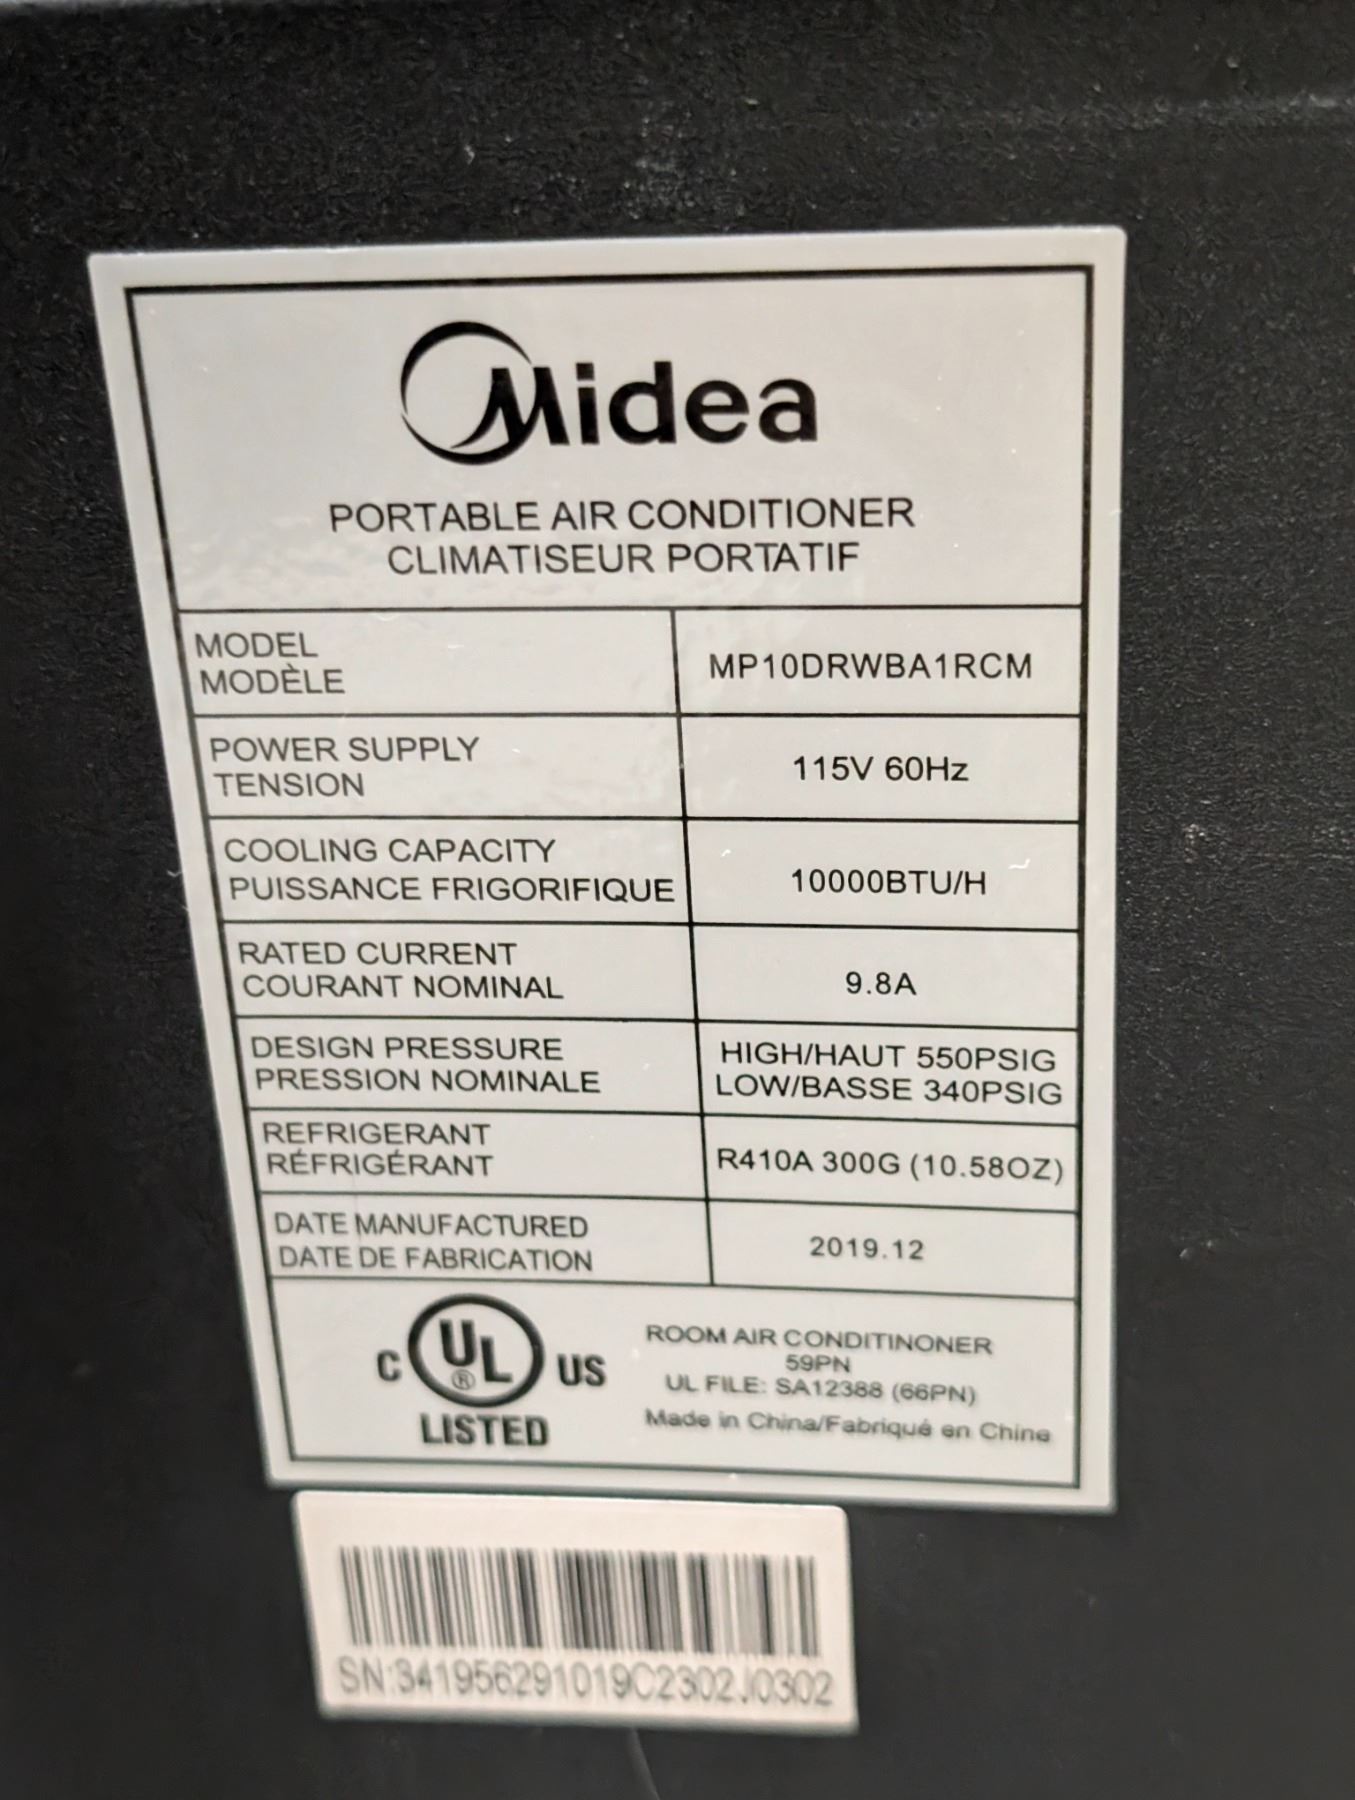 Midea
PORTABLE AIR CONDITIONER
CLIMATISEUR PORTATIF
MODEL
MODÈLE
MP10DRWBA1RCM
POWER SUPPLY
TENSION
115V 60Hz
COOLING CAPACITY
PUISSANCE FRIGORIFIQUE
10000BTU/H
RATED CURRENT
COURANT NOMINAL
9.8A
DESIGN PRESSURE
PRESSION NOMINALE
HIGH/HAUT 550PSIG
LOW/BASSE 340PSIG
REFRIGERANT
RÉFRIGÉRANT
R410A 300G (10.58OZ)
DATE MANUFACTURED
DATE DE FABRICATION
2019.12
C UL ® US
LISTED
ROOM AIR CONDITINONER
59PN
UL FILE: SA12388 (66PN)
Made in China/Fabriqué en Chine
SN:341956291019C2302J0302